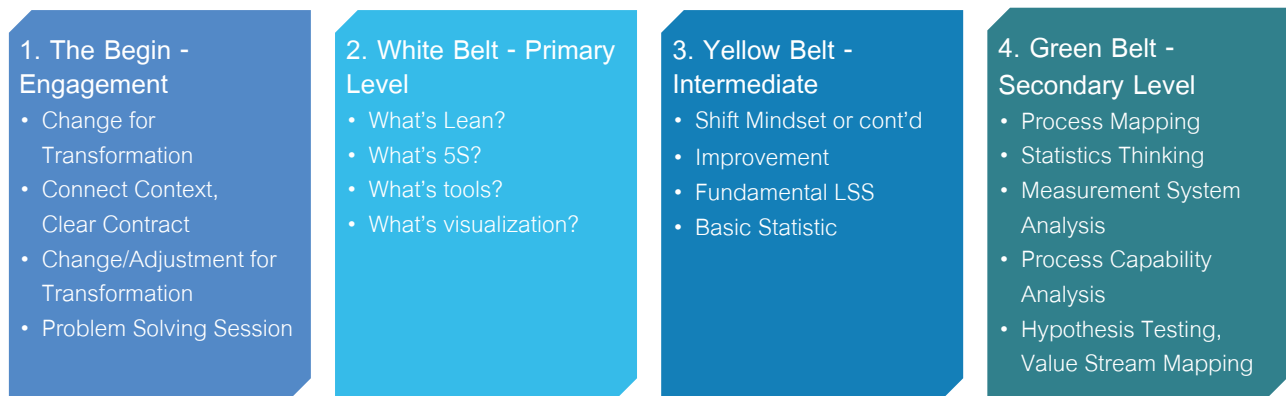 1. The Begin -
Engagement
• Change for
Transformation
• Connect Context,
Clear Contract
• Change/Adjustment for
Transformation
• Problem Solving Session
2. White Belt - Primary
Level
• What's Lean?
• What's 5S?
• What's tools?
• What's visualization?
3. Yellow Belt -
Intermediate
• Shift Mindset or cont'd
• Improvement
• Fundamental LSS
• Basic Statistic
4. Green Belt -
Secondary Level
• Process Mapping
• Statistics Thinking
• Measurement System
Analysis
• Process Capability
Analysis
• Hypothesis Testing,
Value Stream Mapping